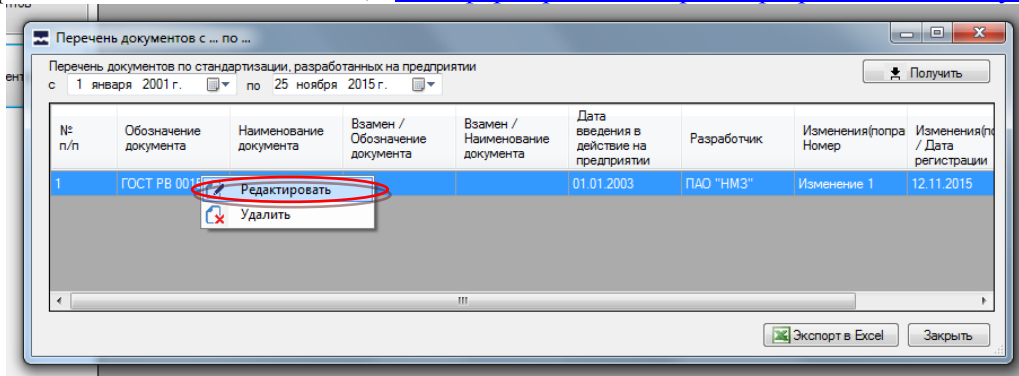 Перечень документов с ... по ...
Перечень документов по стандартизации, разработанных на предприятии
с 1 января 2001 г. по 25 ноября 2015 г.
Получить
№ п/п
Обозначение документа
Наименование документа
Взамен / Обозначение документа
Взамен / Наименование документа
Дата введения в действие на предприятии
Разработчик
Изменения(попра Номер
Изменения(по / Дата регистрации
1 ГОСТ РВ 0015 01.01.2003 ПАО "НМЗ" Изменение 1 12.11.2015
Редактировать
Удалить
Экспорт в Excel Закрыть